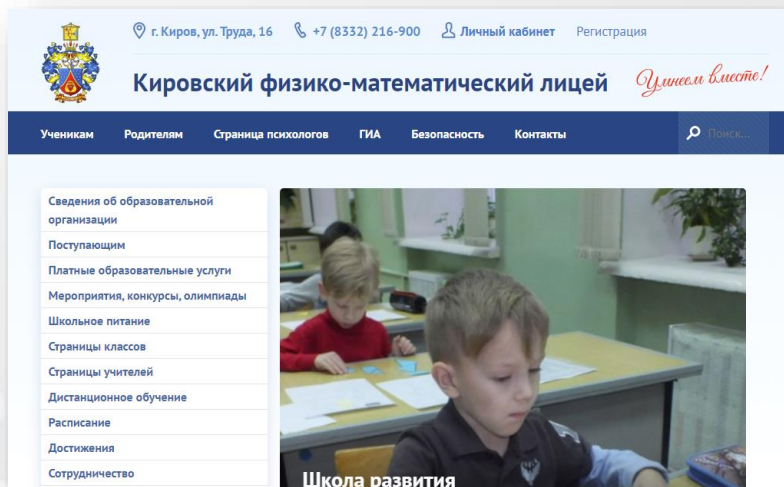 г. Киров, ул. Труда, 16 +7 (8332) 216-900 Личный кабинет Регистрация
Кировский физико-математический лицей Умнеем вместе!
Ученикам Родителям Страница психологов ГИА Безопасность Контакты Поиск...
Сведения об образовательной
организации
Поступающим
Платные образовательные услуги
Мероприятия, конкурсы, олимпиады
Школьное питание
Страницы классов
Страницы учителей
Дистанционное обучение
Расписание
Достижения
Сотрудничество
Школа развития